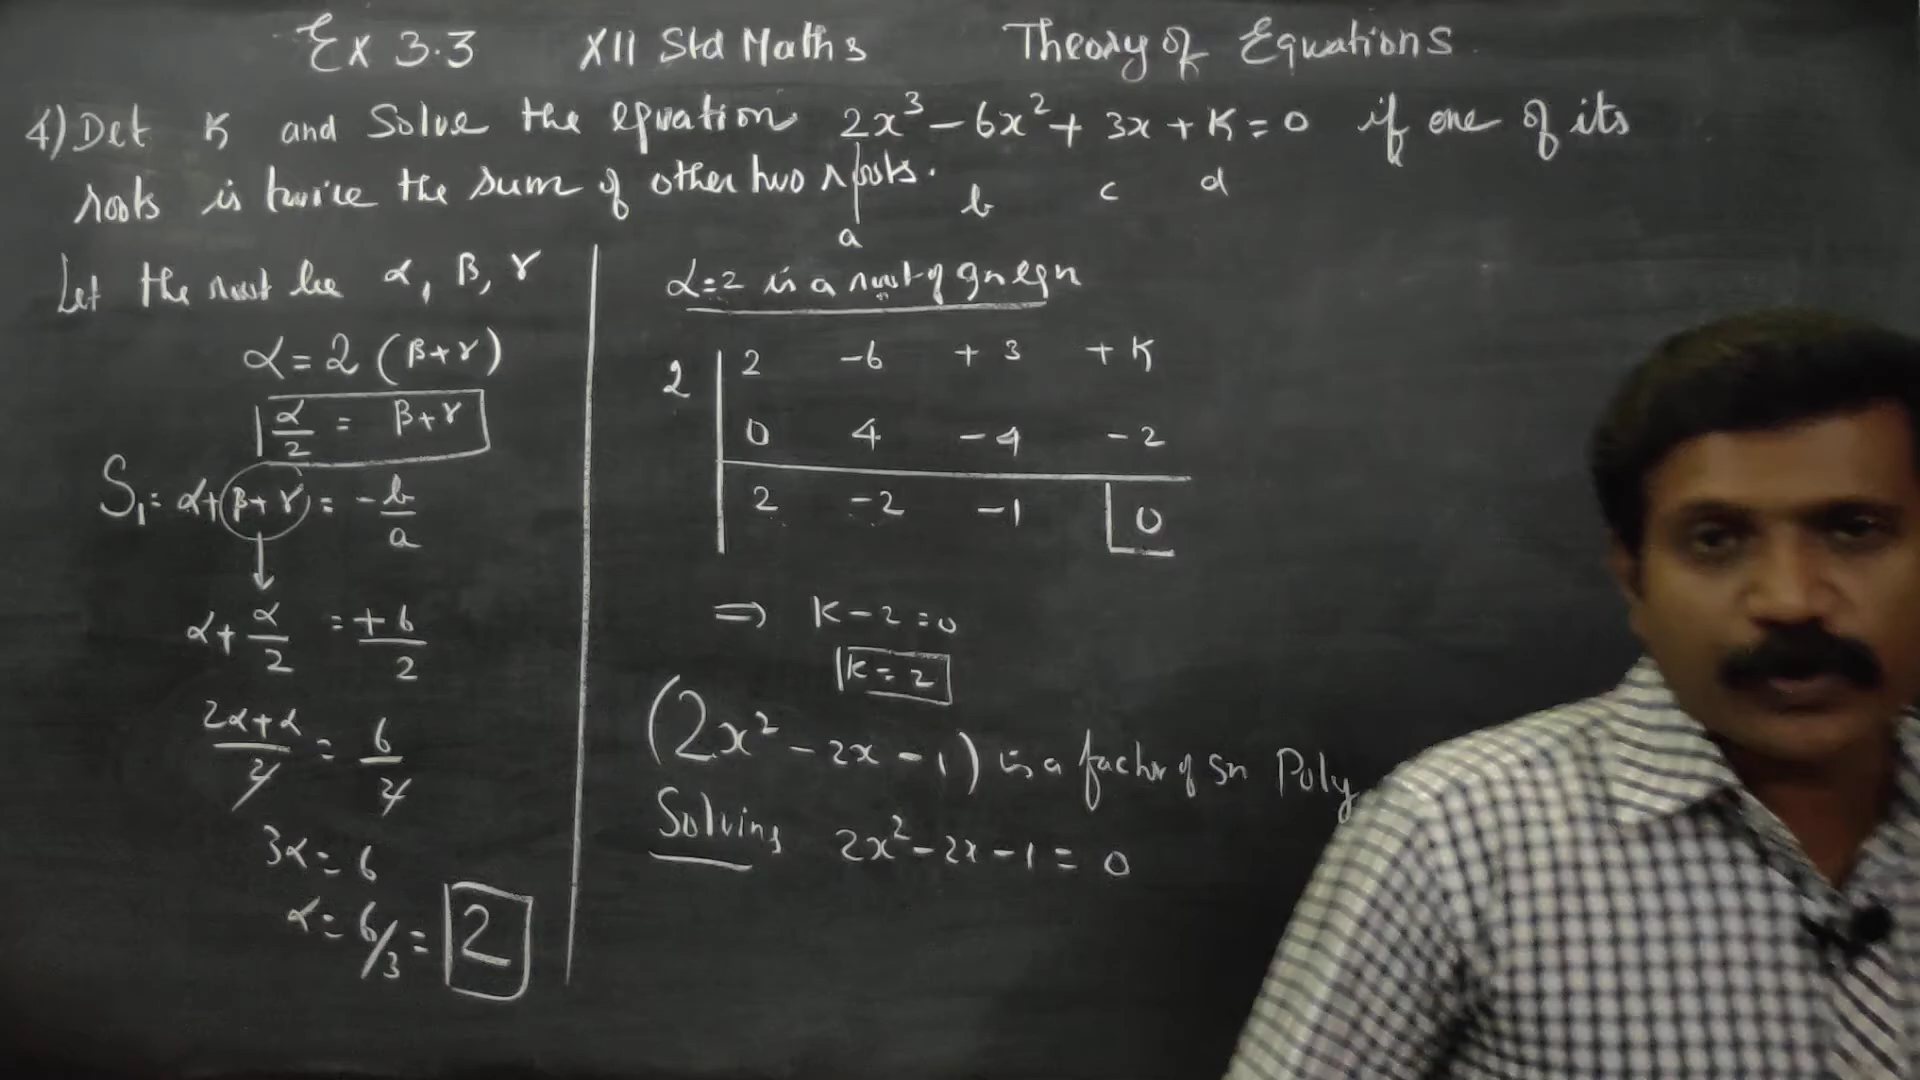 Ex 3.3 XII Std Maths Theory of Equations
4) Det K and Solve the equation 2x³ - 6x² + 3x + K = 0 if one of its
roots is twice the sum of other two roots.
a b c d
Let the root be α, β, γ
α = 2 (β+γ)
α/2 = β+γ
S₁ = α+β+γ = -b/a
α + α/2 = +6/2
2α+α/2 = 6/2
3α = 6
α = 6/3 = 2
α=2 is a root of gn eqn
2 | 2 -6 +3 +K
0 4 -4 -2
2 -2 -1 0
⇒ K-2=0
K=2
(2x² - 2x - 1) is a factor of gn Poly
Solving 2x² - 2x - 1 = 0